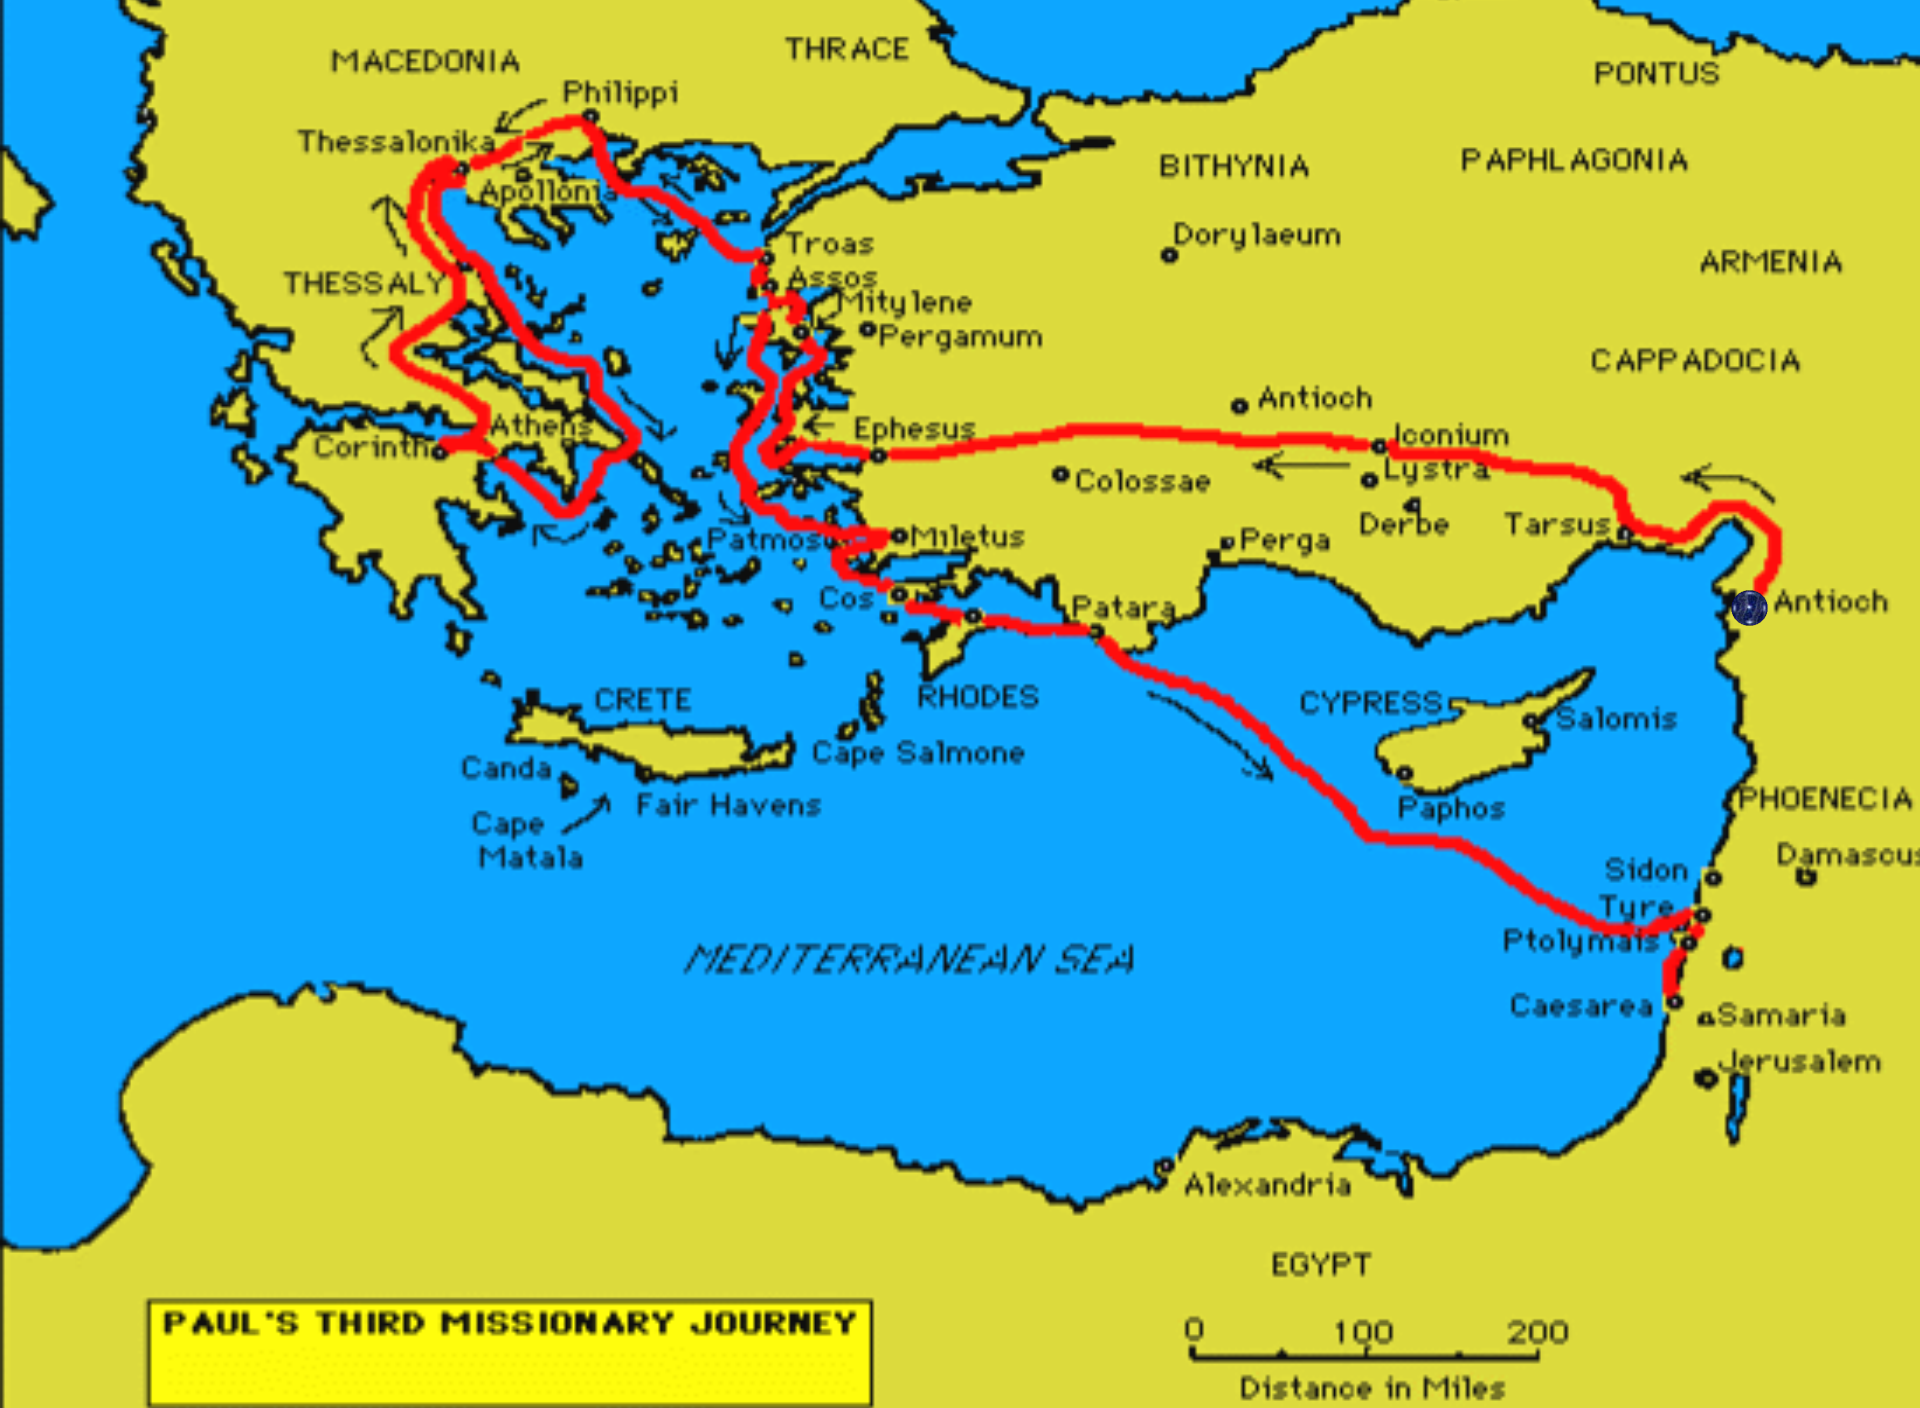 THRACE
MACEDONIA
PONTUS
Philippi
Thessalonika
BITHYNIA
PAPHLAGONIA
Apollonia
Dorylaeum
Troas
ARMENIA
Assos
THESSALY
Mitylene
Pergamum
CAPPADOCIA
Antioch
Athens
Ephesus
Iconium
Corinth
Lystra
Colossae
Derbe
Tarsus
Patmos
Miletus
Perga
Cos
Patara
Antioch
CRETE
RHODES
CYPRESS
Salomis
Cape Salmone
Canda
Fair Havens
PHOENECIA
Paphos
Cape
Matala
Damascus
Sidon
Tyre
Ptolymais
MEDITERRANEAN SEA
Caesarea
Samaria
Jerusalem
Alexandria
EGYPT
PAUL'S THIRD MISSIONARY JOURNEY
0 100 200
Distance in Miles